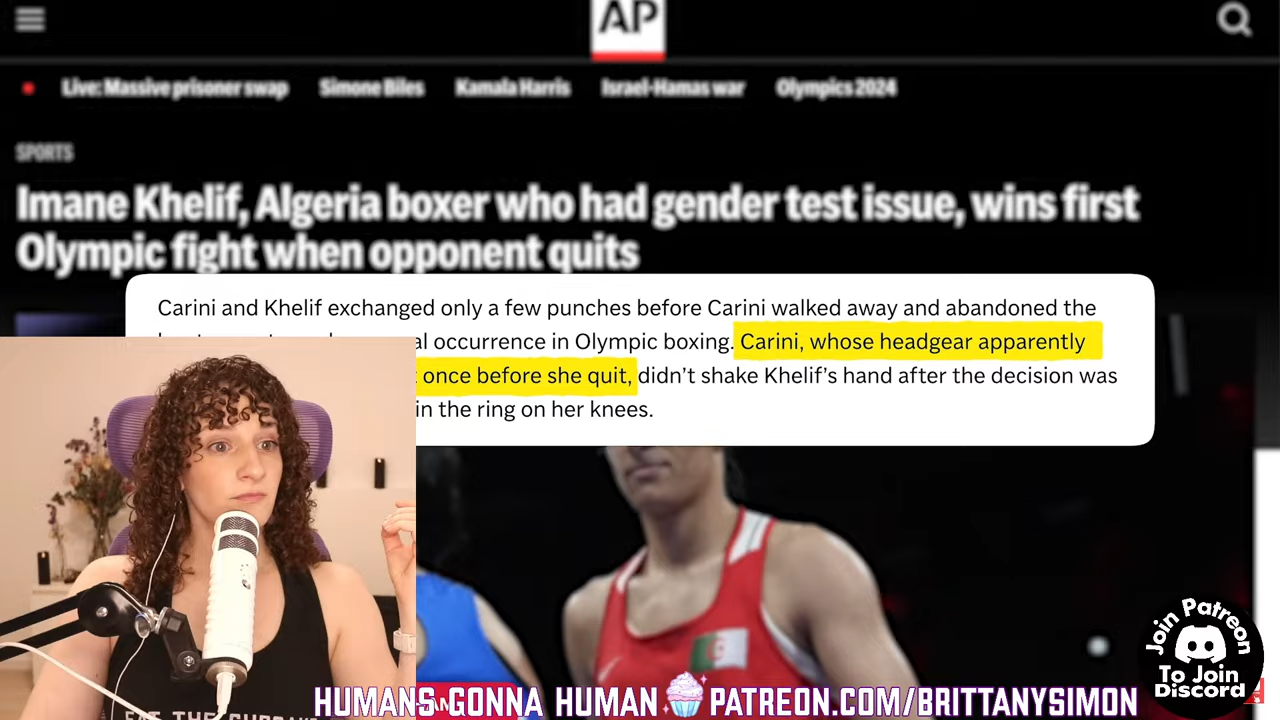 AP
Live: Massive prisoner swap Simone Biles Kamala Harris Israel-Hamas war Olympics 2024
SPORTS
Imane Khelif, Algeria boxer who had gender test issue, wins first
Olympic fight when opponent quits
Carini and Khelif exchanged only a few punches before Carini walked away and abandoned the
occurrence in Olympic boxing. Carini, whose headgear apparently
once before she quit, didn’t shake Khelif’s hand after the decision was
in the ring on her knees.
HUMANS GONNA HUMAN PATREON.COM/BRITTANYSIMON
Join Patreon
To Join
Discord